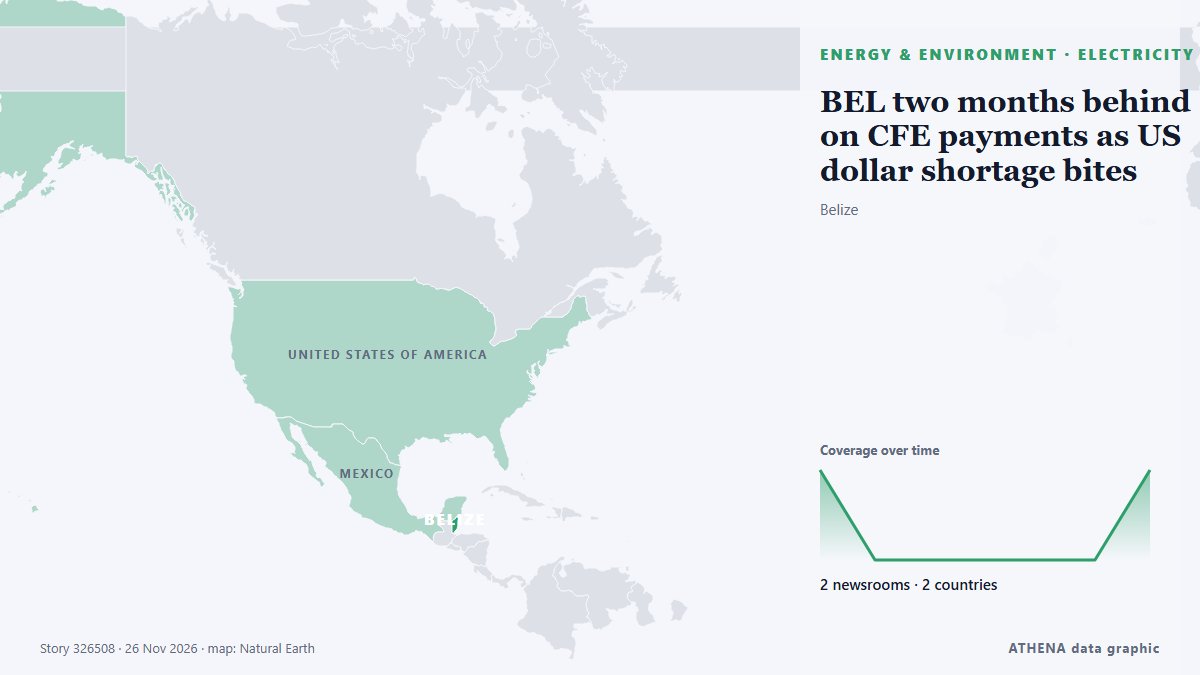 ENERGY & ENVIRONMENT · ELECTRICITY
BEL two months behind
on CFE payments as US
dollar shortage bites
Belize
UNITED STATES OF AMERICA
MEXICO
BELIZE
Coverage over time
2 newsrooms · 2 countries
Story 326508 · 26 Nov 2026 · map: Natural Earth
ATHENA data graphic